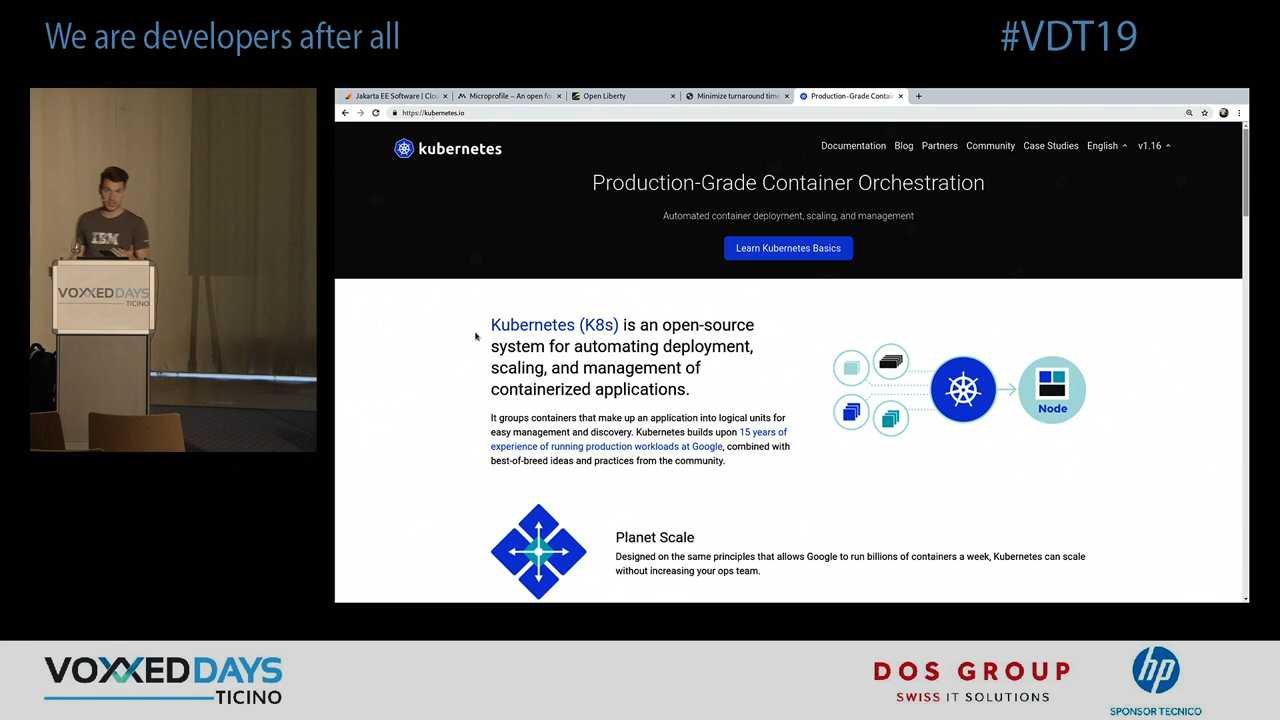 We are developers after all
#VDT19
Jakarta EE Software | Clou
Microprofile – An open fo
Open Liberty
Minimize turnaround time
Production-Grade Contain
https://kubernetes.io
kubernetes
Documentation Blog Partners Community Case Studies English v1.16
Production-Grade Container Orchestration
Automated container deployment, scaling, and management
Learn Kubernetes Basics
IBM
VOXXEDDAYS
TICINO
Kubernetes (K8s) is an open-source
system for automating deployment,
scaling, and management of
containerized applications.
It groups containers that make up an application into logical units for
easy management and discovery. Kubernetes builds upon 15 years of
experience of running production workloads at Google, combined with
best-of-breed ideas and practices from the community.
Node
Planet Scale
Designed on the same principles that allows Google to run billions of containers a week, Kubernetes can scale
without increasing your ops team.
VOXXEDDAYS
TICINO
DOS GROUP
SWISS IT SOLUTIONS
hp
SPONSOR TECNICO